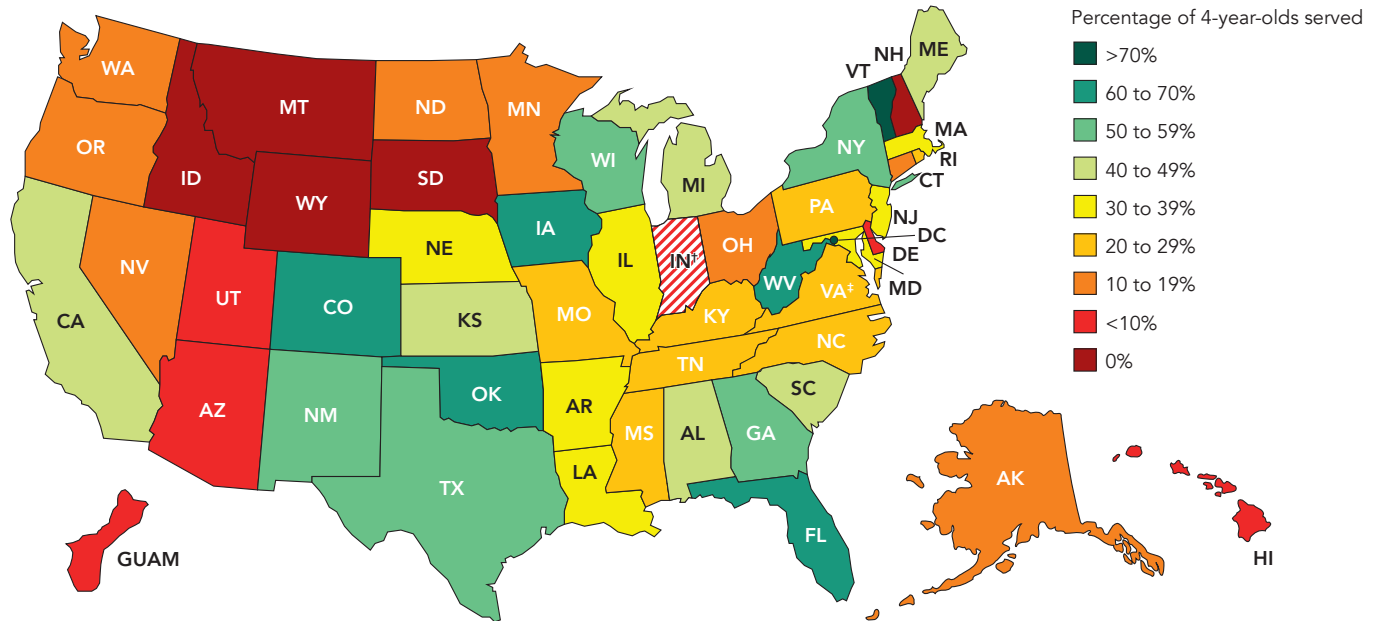 Percentage of 4-year-olds served
>70%
60 to 70%
50 to 59%
40 to 49%
30 to 39%
20 to 29%
10 to 19%
<10%
0%
WA
OR
CA
NV
ID
MT
WY
UT
AZ
CO
NM
ND
SD
NE
KS
OK
TX
MN
IA
MO
AR
LA
WI
IL
MI
IN†
OH
KY
TN
MS
AL
GA
FL
SC
NC
VA‡
WV
PA
NY
VT
NH
ME
MA
RI
CT
NJ
DC
DE
MD
AK
HI
GUAM